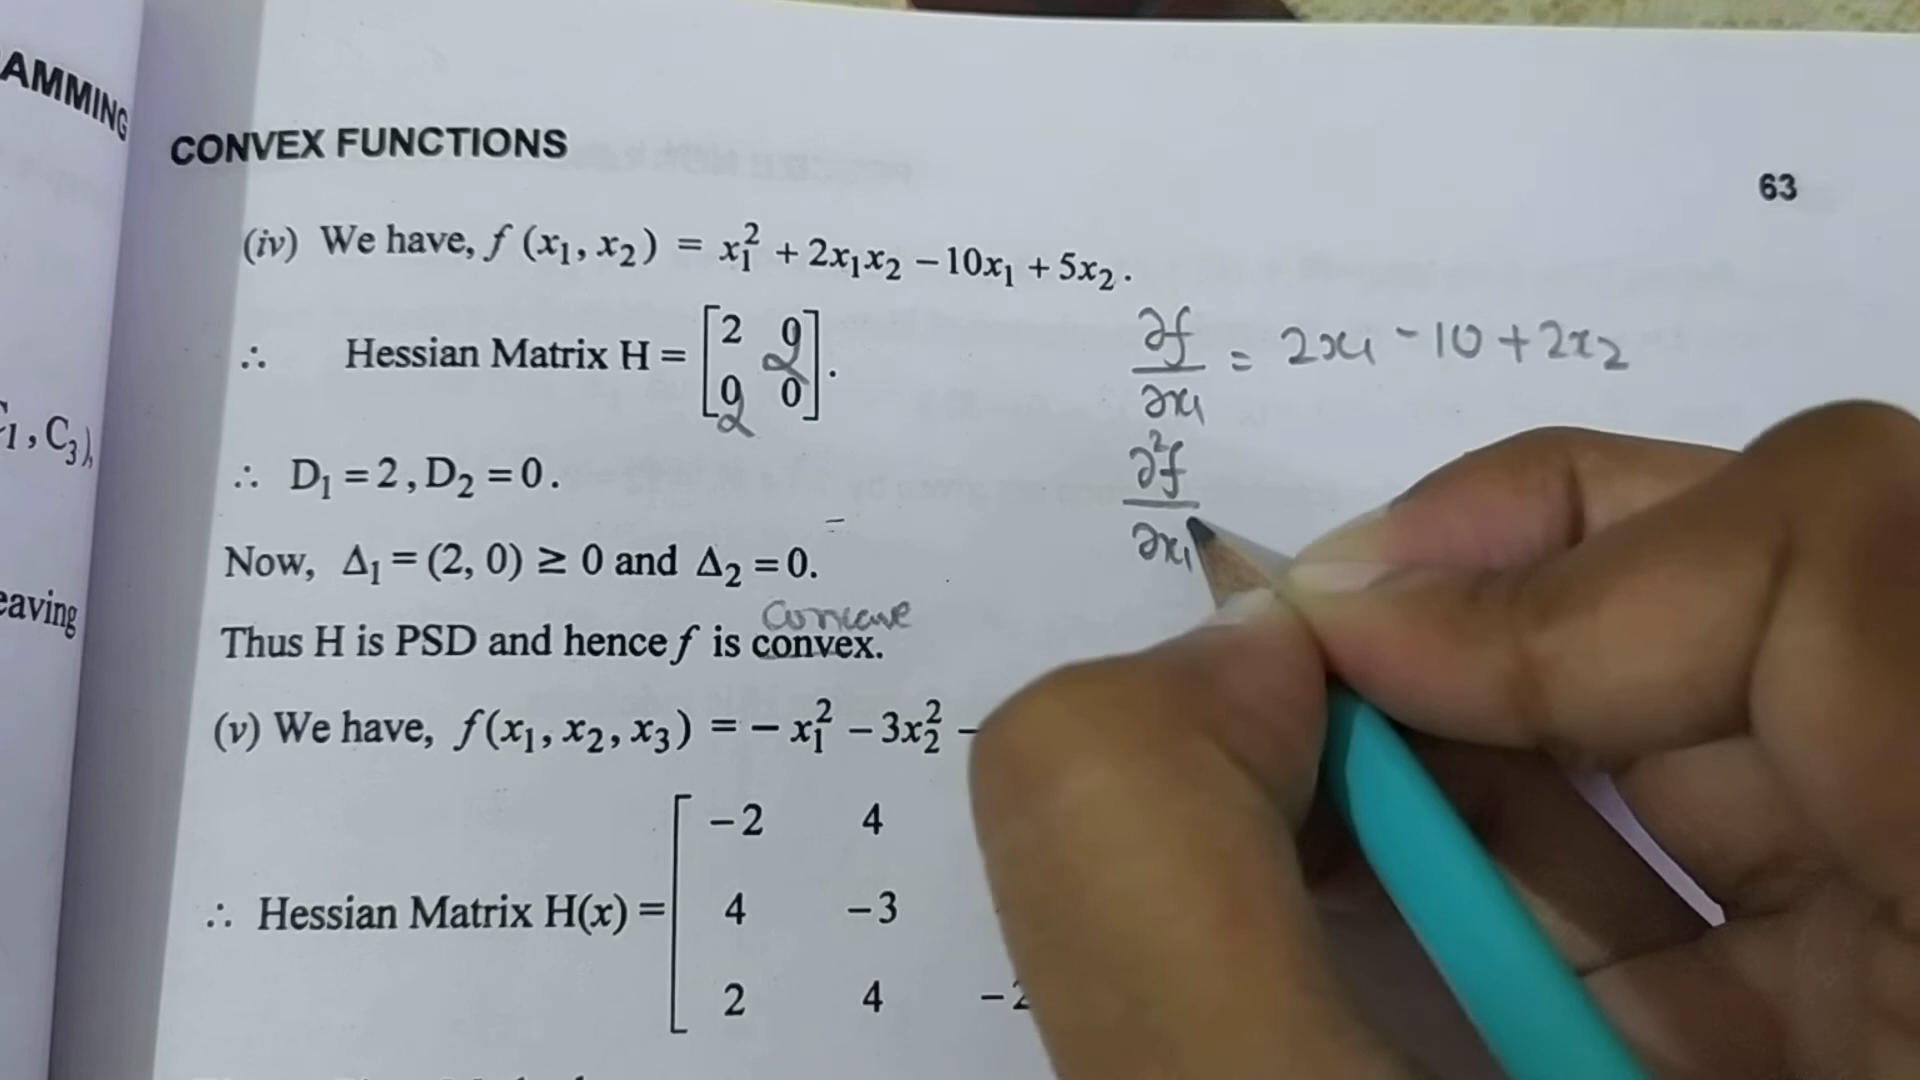 AMMING
1, C3),
eaving
CONVEX FUNCTIONS
63
(iv) We have, f (x₁, x₂) = x₁² + 2x₁x₂ − 10x₁ + 5x₂.
∴ Hessian Matrix H = [2 0
2
0 0].
2
∂f/∂x₁ = 2x₁ − 10 + 2x₂
∂²f/∂x₁
∴ D₁ = 2, D₂ = 0.
Now, Δ₁ = (2, 0) ≥ 0 and Δ₂ = 0.
Concave
Thus H is PSD and hence f is convex.
(v) We have, f(x₁, x₂, x₃) = − x₁² − 3x₂² −
∴ Hessian Matrix H(x) = [−2 4
4 −3
2 4 −2